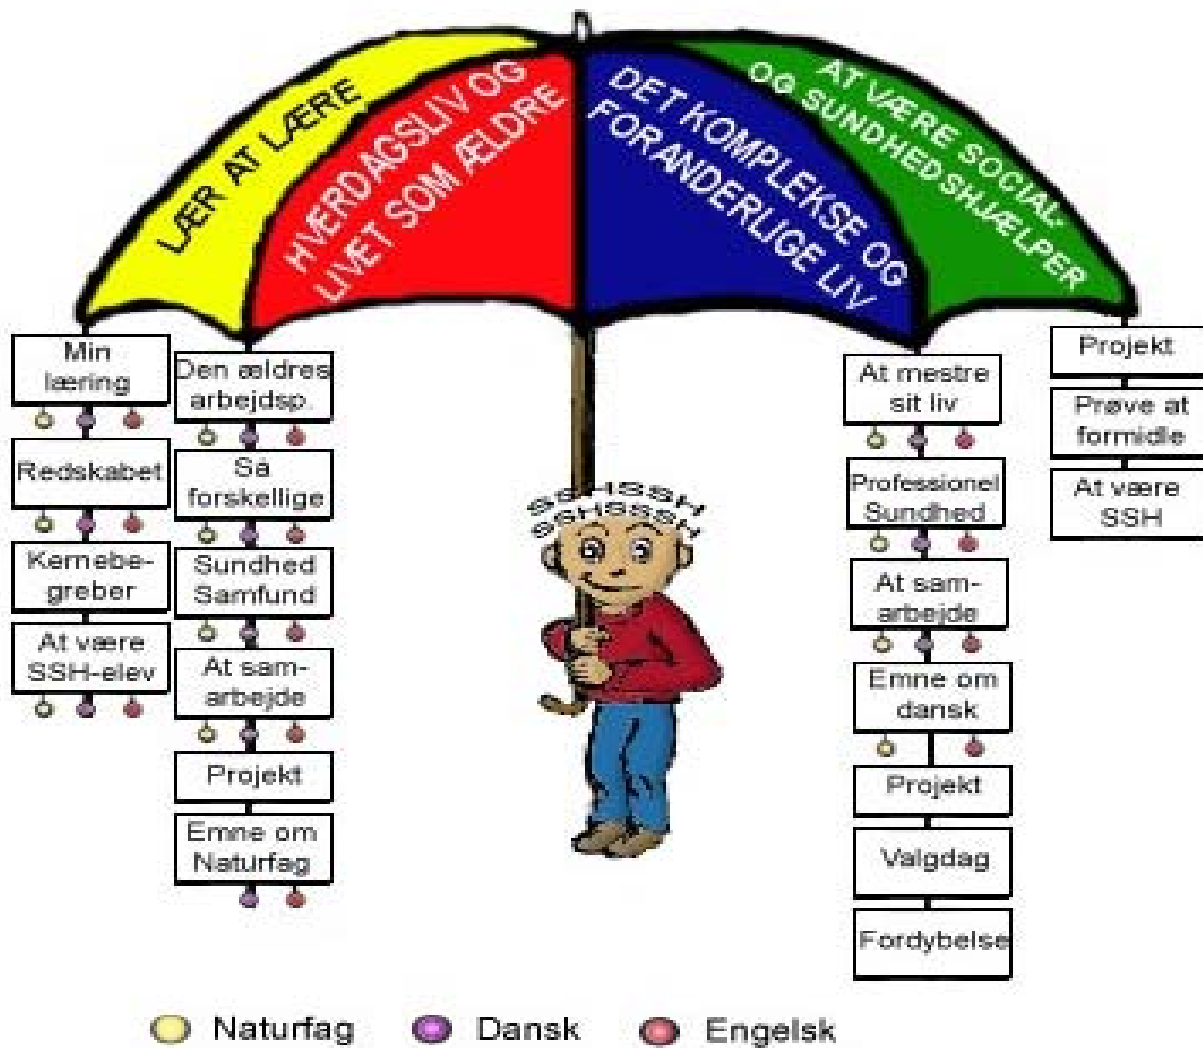 LÆR AT LÆRE
HVERDAGSLIV OG
LIVET SOM ÆLDRE
DET KOMPLEKSE OG
FORANDERLIGE LIV
AT VÆRE SOCIAL-
OG SUNDHEDSHJÆLPER
Min
læring
Redskabet
Kernebe-
greber
At være
SSH-elev
Den ældres
arbejdsp.
Så
forskellige
Sundhed
Samfund
At sam-
arbejde
Projekt
Emne om
Naturfag
SSHSSH
SSHSSSH
At mestre
sit liv
Professionel
Sundhed
At sam-
arbejde
Emne om
dansk
Projekt
Valgdag
Fordybelse
Projekt
Prøve at
formidle
At være
SSH
Naturfag
Dansk
Engelsk